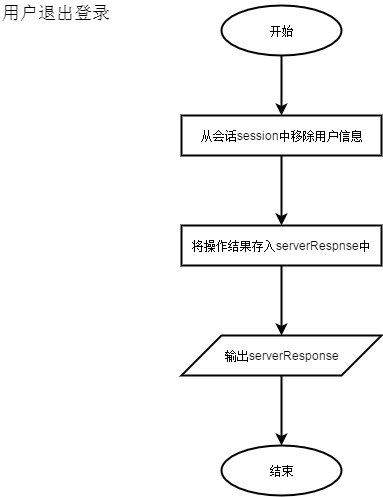 用户退出登录
开始
从会话session中移除用户信息
将操作结果存入serverRespnse中
输出serverResponse
结束